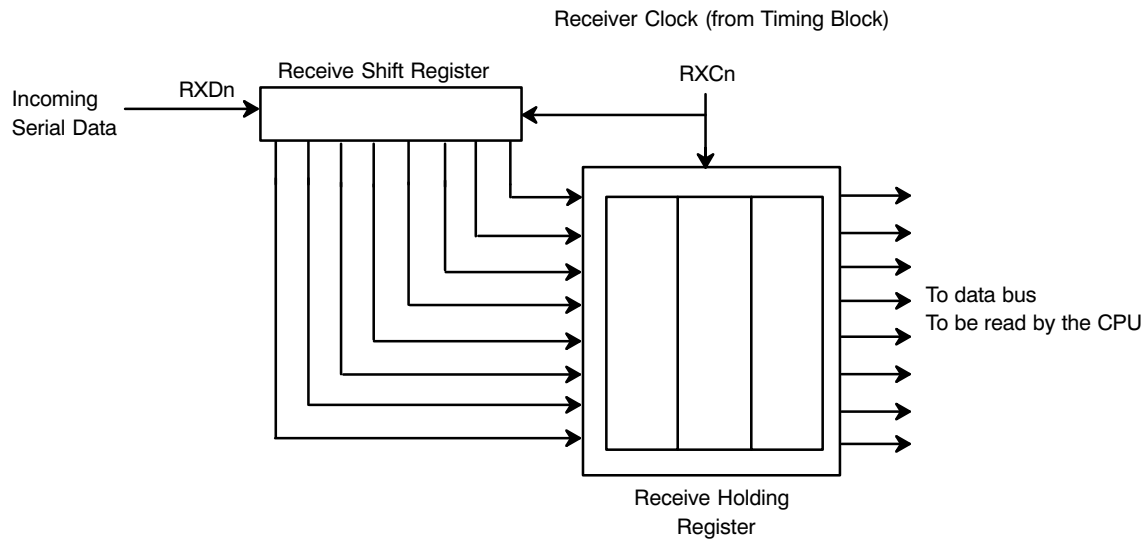 Receiver Clock (from Timing Block)
Receive Shift Register
RXCn
RXDn
Incoming
Serial Data
To data bus
To be read by the CPU
Receive Holding
Register